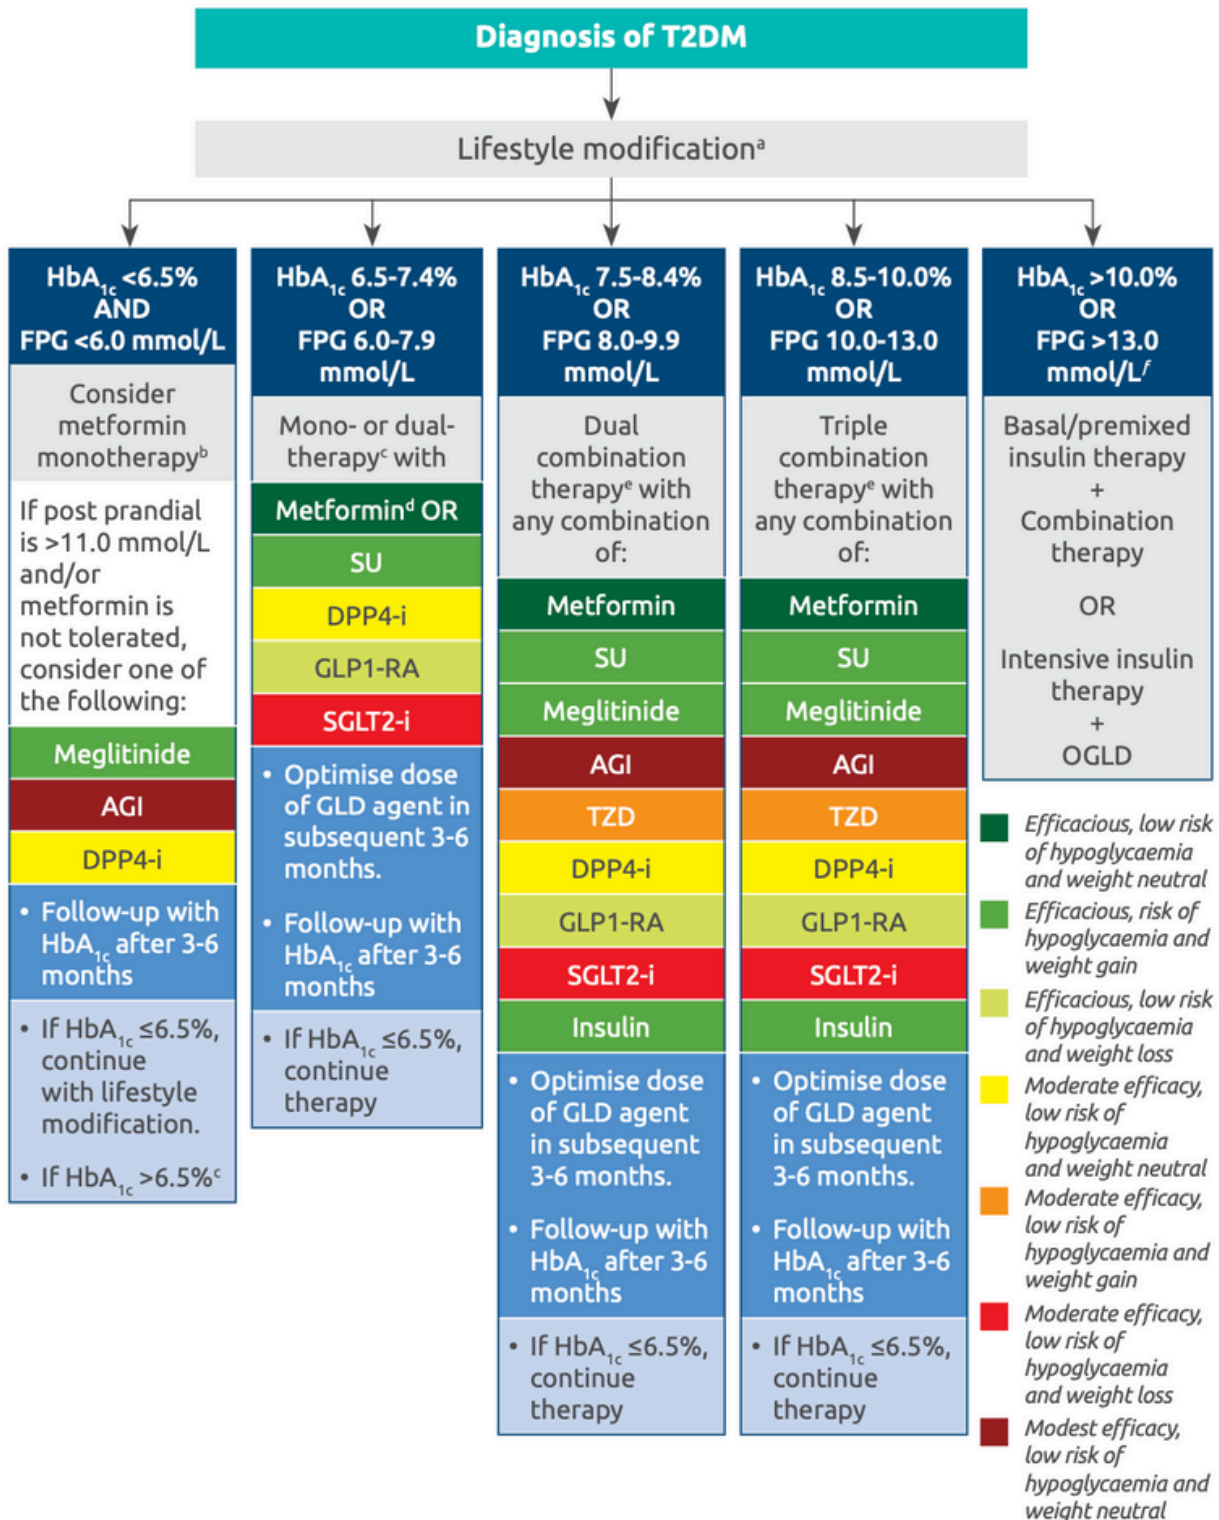 Diagnosis of T2DM
Lifestyle modificationᵃ
HbA₁c <6.5%
AND
FPG <6.0 mmol/L
Consider
metformin
monotherapyᵇ
If post prandial
is >11.0 mmol/L
and/or
metformin is
not tolerated,
consider one of
the following:
Meglitinide
AGI
DPP4-i
• Follow-up with
HbA₁c after 3-6
months
• If HbA₁c ≤6.5%,
continue
with lifestyle
modification.
• If HbA₁c >6.5%ᶜ
HbA₁c 6.5-7.4%
OR
FPG 6.0-7.9
mmol/L
Mono- or dual-
therapyᶜ with
Metforminᵈ OR
SU
DPP4-i
GLP1-RA
SGLT2-i
• Optimise dose
of GLD agent in
subsequent 3-6
months.
• Follow-up with
HbA₁c after 3-6
months
• If HbA₁c ≤6.5%,
continue
therapy
HbA₁c 7.5-8.4%
OR
FPG 8.0-9.9
mmol/L
Dual
combination
therapyᵉ with
any combination
of:
Metformin
SU
Meglitinide
AGI
TZD
DPP4-i
GLP1-RA
SGLT2-i
Insulin
• Optimise dose
of GLD agent
in subsequent
3-6 months.
• Follow-up with
HbA₁c after 3-6
months
• If HbA₁c ≤6.5%,
continue
therapy
HbA₁c 8.5-10.0%
OR
FPG 10.0-13.0
mmol/L
Triple
combination
therapyᵉ with
any combination
of:
Metformin
SU
Meglitinide
AGI
TZD
DPP4-i
GLP1-RA
SGLT2-i
Insulin
• Optimise dose
of GLD agent
in subsequent
3-6 months.
• Follow-up with
HbA₁c after 3-6
months
• If HbA₁c ≤6.5%,
continue
therapy
HbA₁c >10.0%
OR
FPG >13.0
mmol/Lᶠ
Basal/premixed
insulin therapy
+
Combination
therapy
OR
Intensive insulin
therapy
+
OGLD
Efficacious, low risk
of hypoglycaemia
and weight neutral
Efficacious, risk of
hypoglycaemia and
weight gain
Efficacious, low risk
of hypoglycaemia
and weight loss
Moderate efficacy,
low risk of
hypoglycaemia
and weight neutral
Moderate efficacy,
low risk of
hypoglycaemia and
weight gain
Moderate efficacy,
low risk of
hypoglycaemia
and weight loss
Modest efficacy,
low risk of
hypoglycaemia and
weight neutral